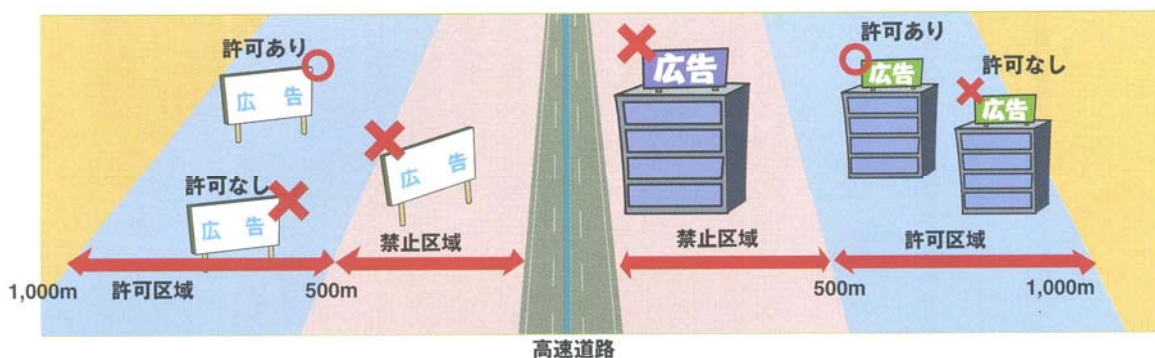 許可あり
広 告
許可なし
広 告
広 告
広告
許可あり
広告
許可なし
広告
禁止区域
禁止区域
許可区域
1,000m
許可区域
500m
500m
1,000m
高速道路